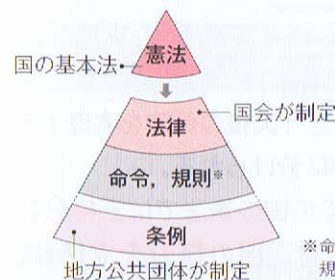 憲法
国の基本法
国会が制定
法律
命令，規則※
条例
※命
規
地方公共団体が制定